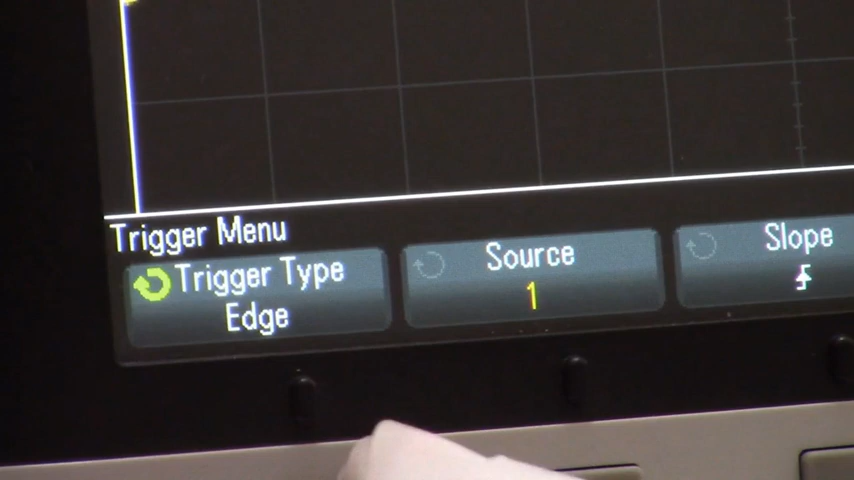 Trigger Menu
Trigger Type
Edge
Source
1
Slope